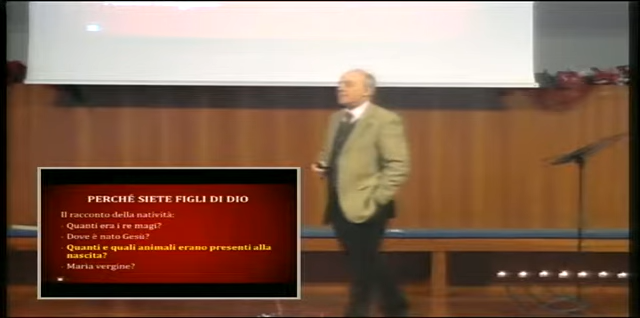 PERCHÉ SIETE FIGLI DI DIO
Il racconto della natività:
- Quanti era i re magi?
- Dove è nato Gesù?
- Quanti e quali animali erano presenti alla
nascita?
- Maria vergine?